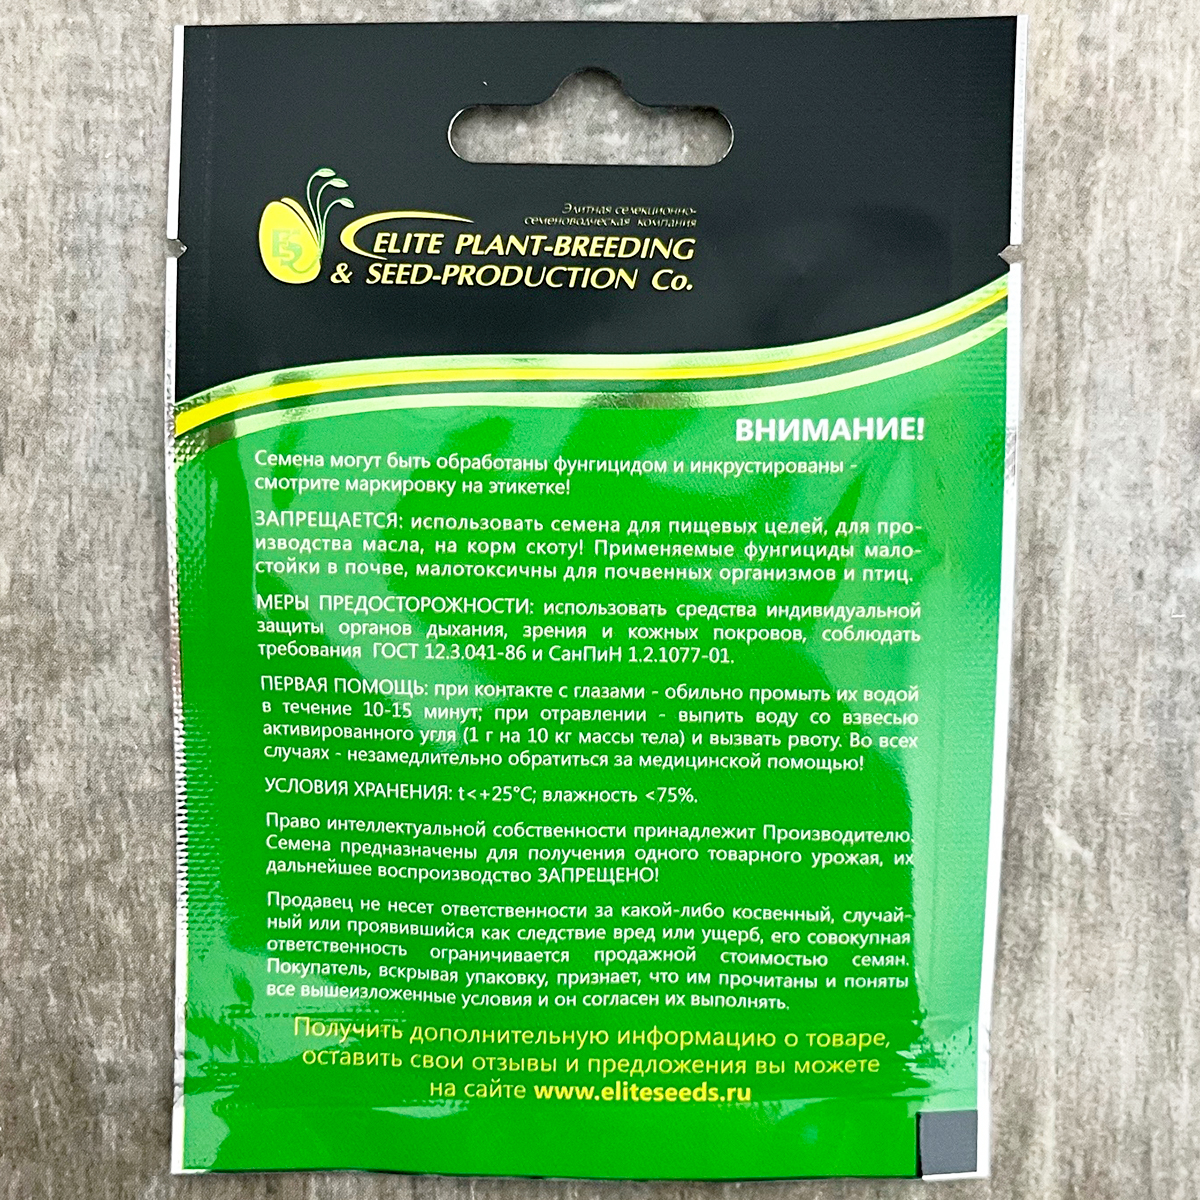 Элитная селекционно-
семеноводческая компания
ELITE PLANT-BREEDING
& SEED-PRODUCTION Co.
ВНИМАНИЕ!
Семена могут быть обработаны фунгицидом и инкрустированы -
смотрите маркировку на этикетке!
ЗАПРЕЩАЕТСЯ: использовать семена для пищевых целей, для про-
изводства масла, на корм скоту! Применяемые фунгициды мало-
стойки в почве, малотоксичны для почвенных организмов и птиц.
МЕРЫ ПРЕДОСТОРОЖНОСТИ: использовать средства индивидуальной
защиты органов дыхания, зрения и кожных покровов, соблюдать
требования ГОСТ 12.3.041-86 и СанПиН 1.2.1077-01.
ПЕРВАЯ ПОМОЩЬ: при контакте с глазами - обильно промыть их водой
в течение 10-15 минут; при отравлении - выпить воду со взвесью
активированного угля (1 г на 10 кг массы тела) и вызвать рвоту. Во всех
случаях - незамедлительно обратиться за медицинской помощью!
УСЛОВИЯ ХРАНЕНИЯ: t<+25°C; влажность <75%.
Право интеллектуальной собственности принадлежит Производителю.
Семена предназначены для получения одного товарного урожая, их
дальнейшее воспроизводство ЗАПРЕЩЕНО!
Продавец не несет ответственности за какой-либо косвенный, случай-
ный или проявившийся как следствие вред или ущерб, его совокупная
ответственность ограничивается продажной стоимостью семян.
Покупатель, вскрывая упаковку, признает, что им прочитаны и поняты
все вышеизложенные условия и он согласен их выполнять.
Получить дополнительную информацию о товаре,
оставить свои отзывы и предложения вы можете
на сайте www.eliteseeds.ru